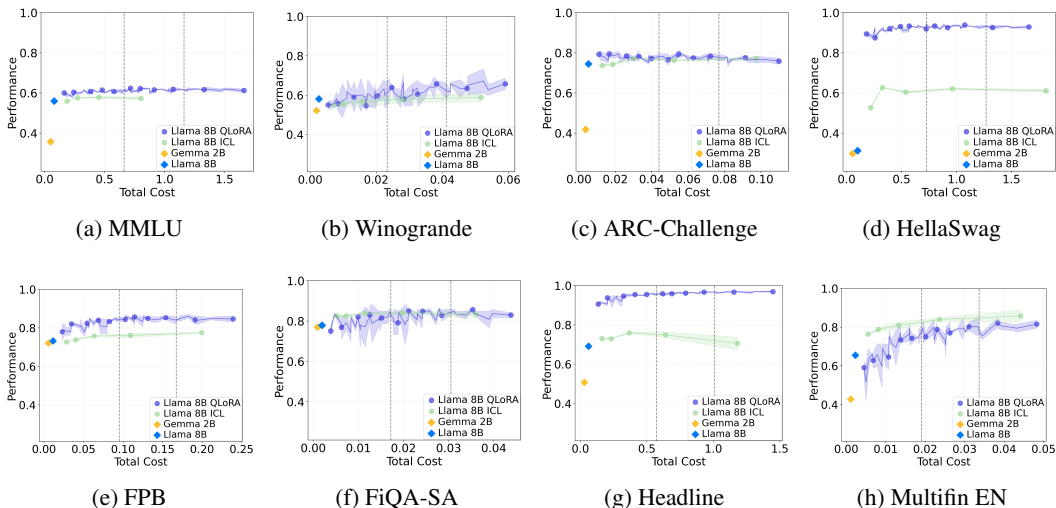 1.0
0.8
0.6
0.4
Performance
0.0 0.5 1.0 1.5
Total Cost
Llama 8B QLoRA
Llama 8B ICL
Gemma 2B
Llama 8B
(a) MMLU
1.0
0.8
0.6
0.4
Performance
0.00 0.02 0.04 0.06
Total Cost
Llama 8B QLoRA
Llama 8B ICL
Gemma 2B
Llama 8B
(b) Winogrande
1.0
0.8
0.6
0.4
Performance
0.00 0.02 0.04 0.06 0.08 0.10
Total Cost
Llama 8B QLoRA
Llama 8B ICL
Gemma 2B
Llama 8B
(c) ARC-Challenge
1.0
0.8
0.6
0.4
Performance
0.0 0.5 1.0 1.5
Total Cost
Llama 8B QLoRA
Llama 8B ICL
Gemma 2B
Llama 8B
(d) HellaSwag
1.0
0.8
0.6
0.4
Performance
0.00 0.05 0.10 0.15 0.20 0.25
Total Cost
Llama 8B QLoRA
Llama 8B ICL
Gemma 2B
Llama 8B
(e) FPB
1.0
0.8
0.6
0.4
Performance
0.00 0.01 0.02 0.03 0.04
Total Cost
Llama 8B QLoRA
Llama 8B ICL
Gemma 2B
Llama 8B
(f) FiQA-SA
1.0
0.8
0.6
0.4
Performance
0.0 0.5 1.0 1.5
Total Cost
Llama 8B QLoRA
Llama 8B ICL
Gemma 2B
Llama 8B
(g) Headline
1.0
0.8
0.6
0.4
Performance
0.00 0.01 0.02 0.03 0.04 0.05
Total Cost
Llama 8B QLoRA
Llama 8B ICL
Gemma 2B
Llama 8B
(h) Multifin EN